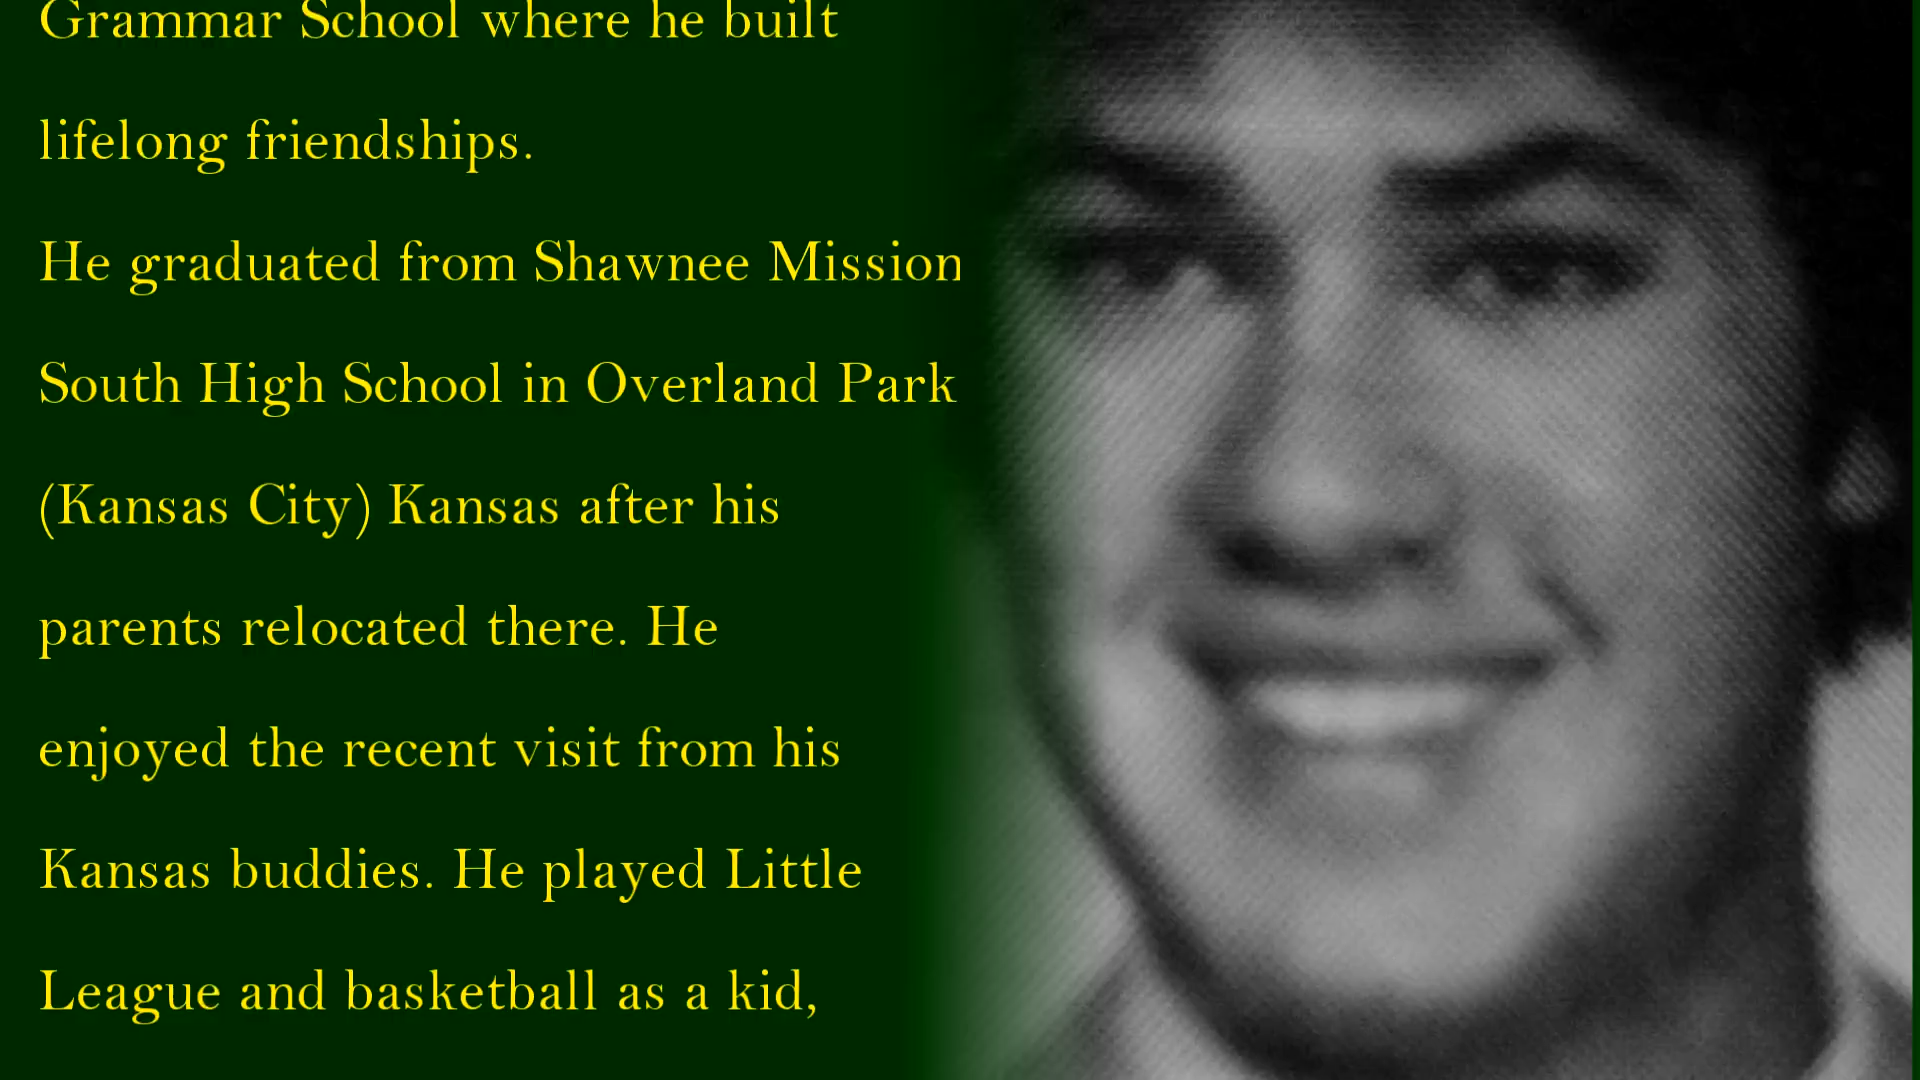 Grammar School where he built
lifelong friendships.
He graduated from Shawnee Mission
South High School in Overland Park
(Kansas City) Kansas after his
parents relocated there. He
enjoyed the recent visit from his
Kansas buddies. He played Little
League and basketball as a kid,